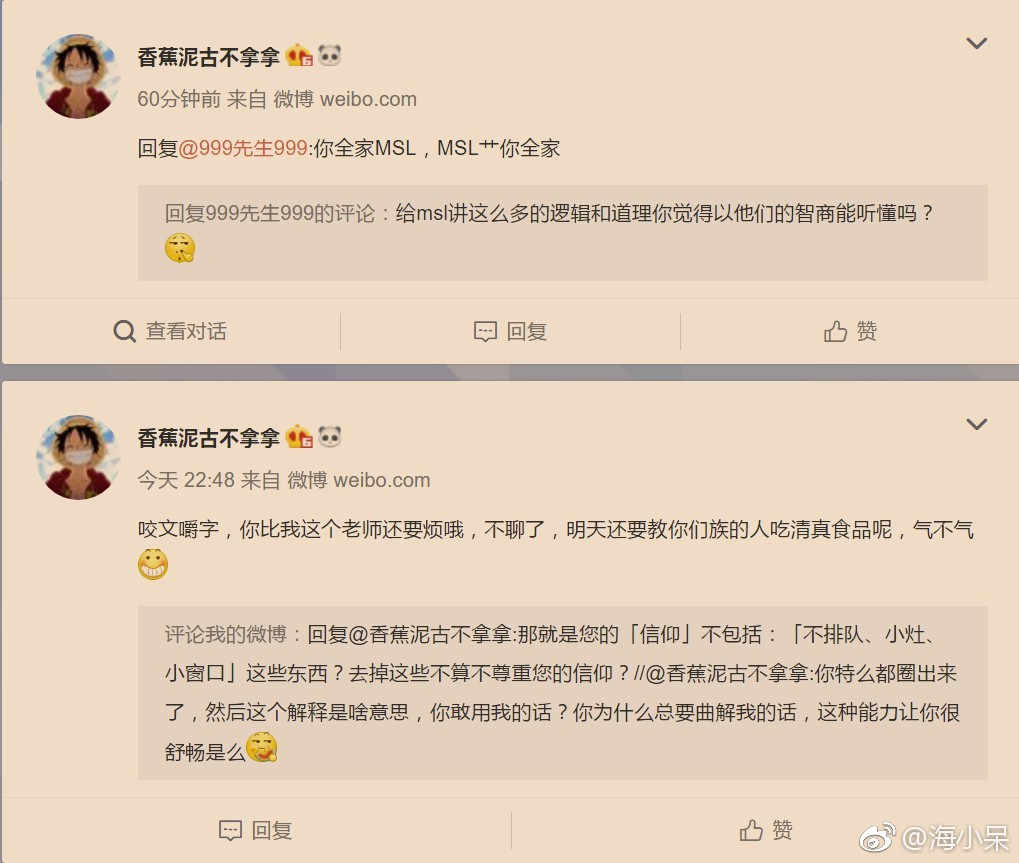 香蕉泥古不拿拿
60分钟前 来自 微博 weibo.com
回复@999先生999:你全家MSL，MSL艹你全家
回复999先生999的评论：给msl讲这么多的逻辑和道理你觉得以他们的智商能听懂吗？
查看对话
回复
赞
香蕉泥古不拿拿
今天 22:48 来自 微博 weibo.com
咬文嚼字，你比我这个老师还要烦哦，不聊了，明天还要教你们族的人吃清真食品呢，气不气
评论我的微博：回复@香蕉泥古不拿拿:那就是您的「信仰」不包括：「不排队、小灶、
小窗口」这些东西？去掉这些不算不尊重您的信仰？//@香蕉泥古不拿拿:你特么都圈出来
了，然后这个解释是啥意思，你敢用我的话？你为什么总要曲解我的话，这种能力让你很
舒畅是么
回复
赞
@海小呆